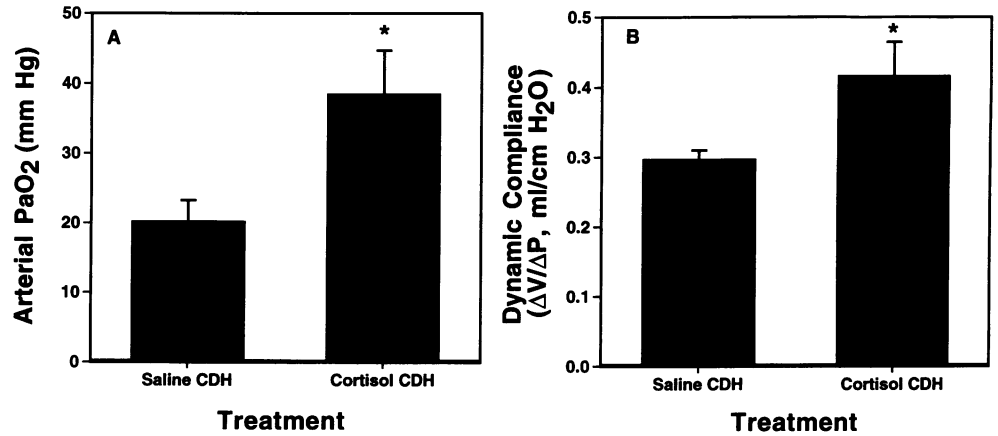 A
*
Arterial PaO2 (mm Hg)
50
40
30
20
10
0
Saline CDH
Cortisol CDH
Treatment
B
*
Dynamic Compliance
(ΔV/ΔP, ml/cm H2O)
0.5
0.4
0.3
0.2
0.1
0.0
Saline CDH
Cortisol CDH
Treatment